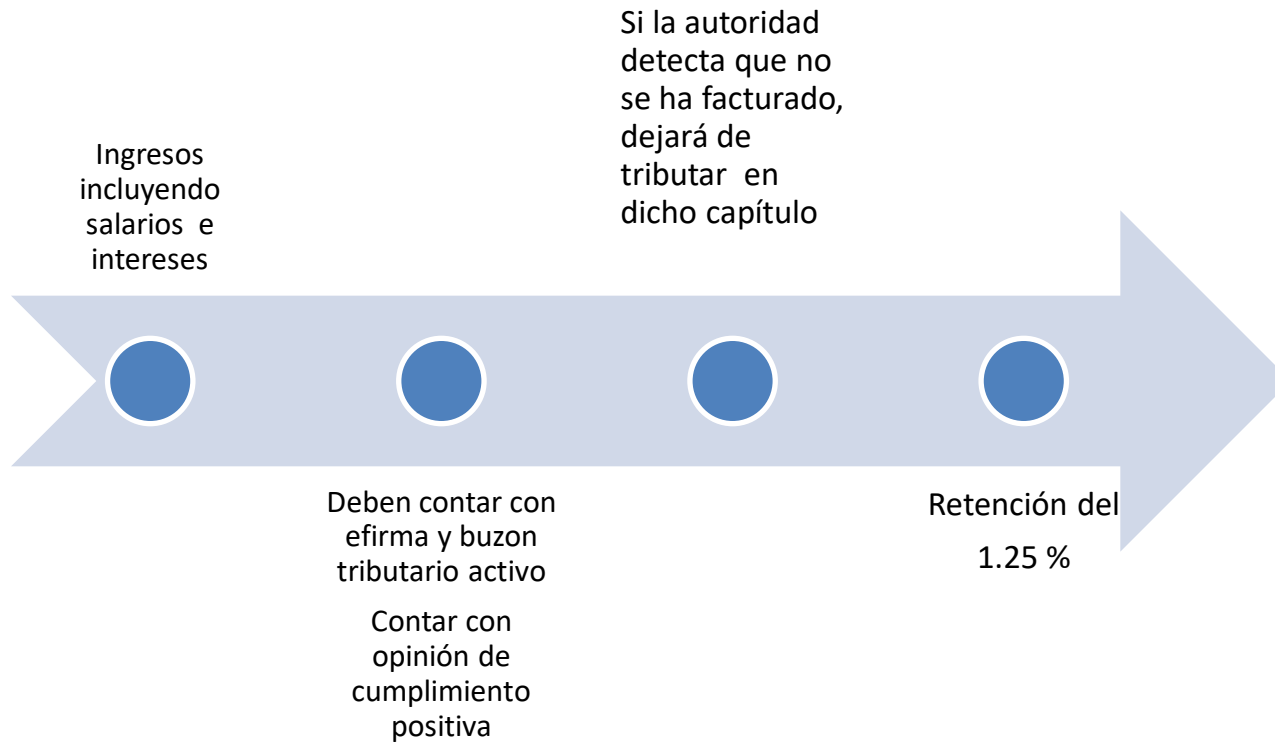 Ingresos
incluyendo
salarios e
intereses
Deben contar con
efirma y buzon
tributario activo
Contar con
opinión de
cumplimiento
positiva
Si la autoridad
detecta que no
se ha facturado,
dejará de
tributar en
dicho capítulo
Retención del
1.25 %